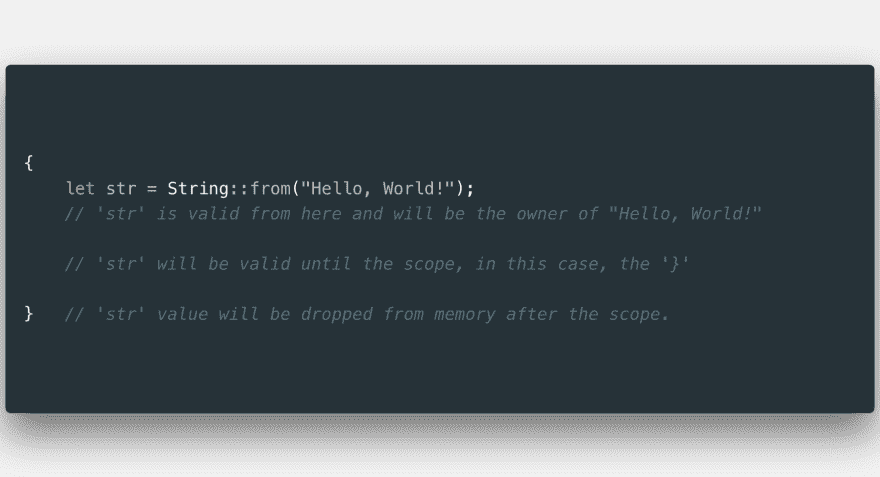 {
    let str = String::from("Hello, World!");
    // 'str' is valid from here and will be the owner of "Hello, World!"
    // 'str' will be valid until the scope, in this case, the '}'
}   // 'str' value will be dropped from memory after the scope.